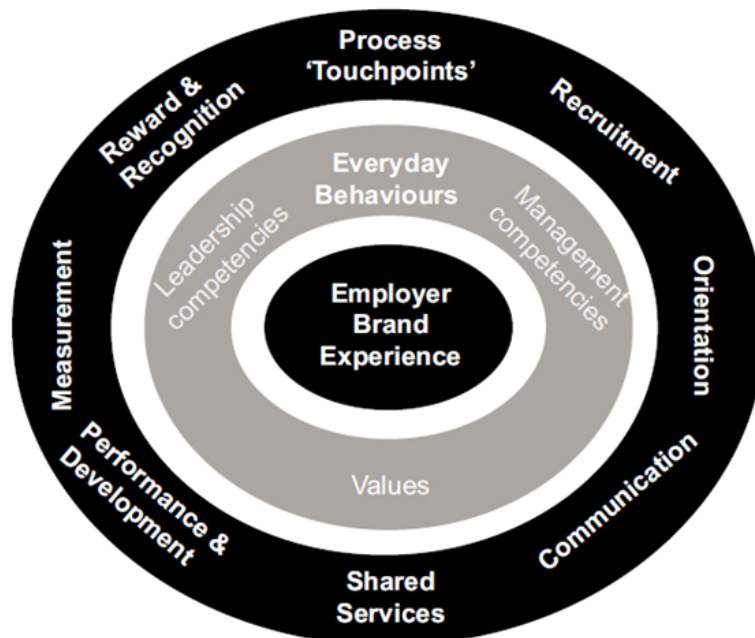 Process
‘Touchpoints’
Recruitment
Orientation
Communication
Shared
Services
Performance &
Development
Measurement
Reward &
Recognition
Everyday
Behaviours
Management
competencies
Values
Leadership
competencies
Employer
Brand
Experience